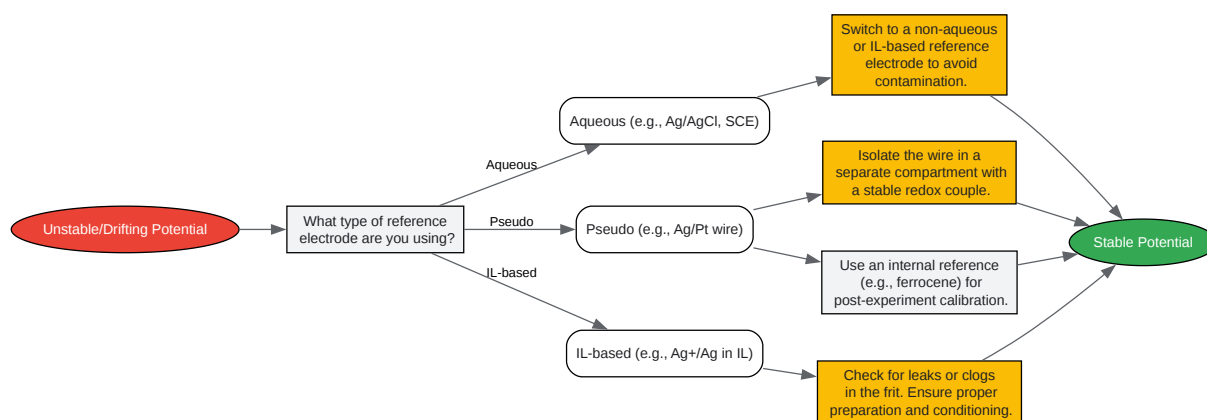 Switch to a non-aqueous
or IL-based reference
electrode to avoid
contamination.
Aqueous (e.g., Ag/AgCl, SCE)
Isolate the wire in a
separate compartment with
a stable redox couple.
Aqueous
What type of reference
electrode are you using?
Pseudo
Pseudo (e.g., Ag/Pt wire)
Unstable/Drifting Potential
Stable Potential
Use an internal reference
(e.g., ferrocene) for
post-experiment calibration.
IL-based
IL-based (e.g., Ag+/Ag in IL)
Check for leaks or clogs
in the frit. Ensure proper
preparation and conditioning.